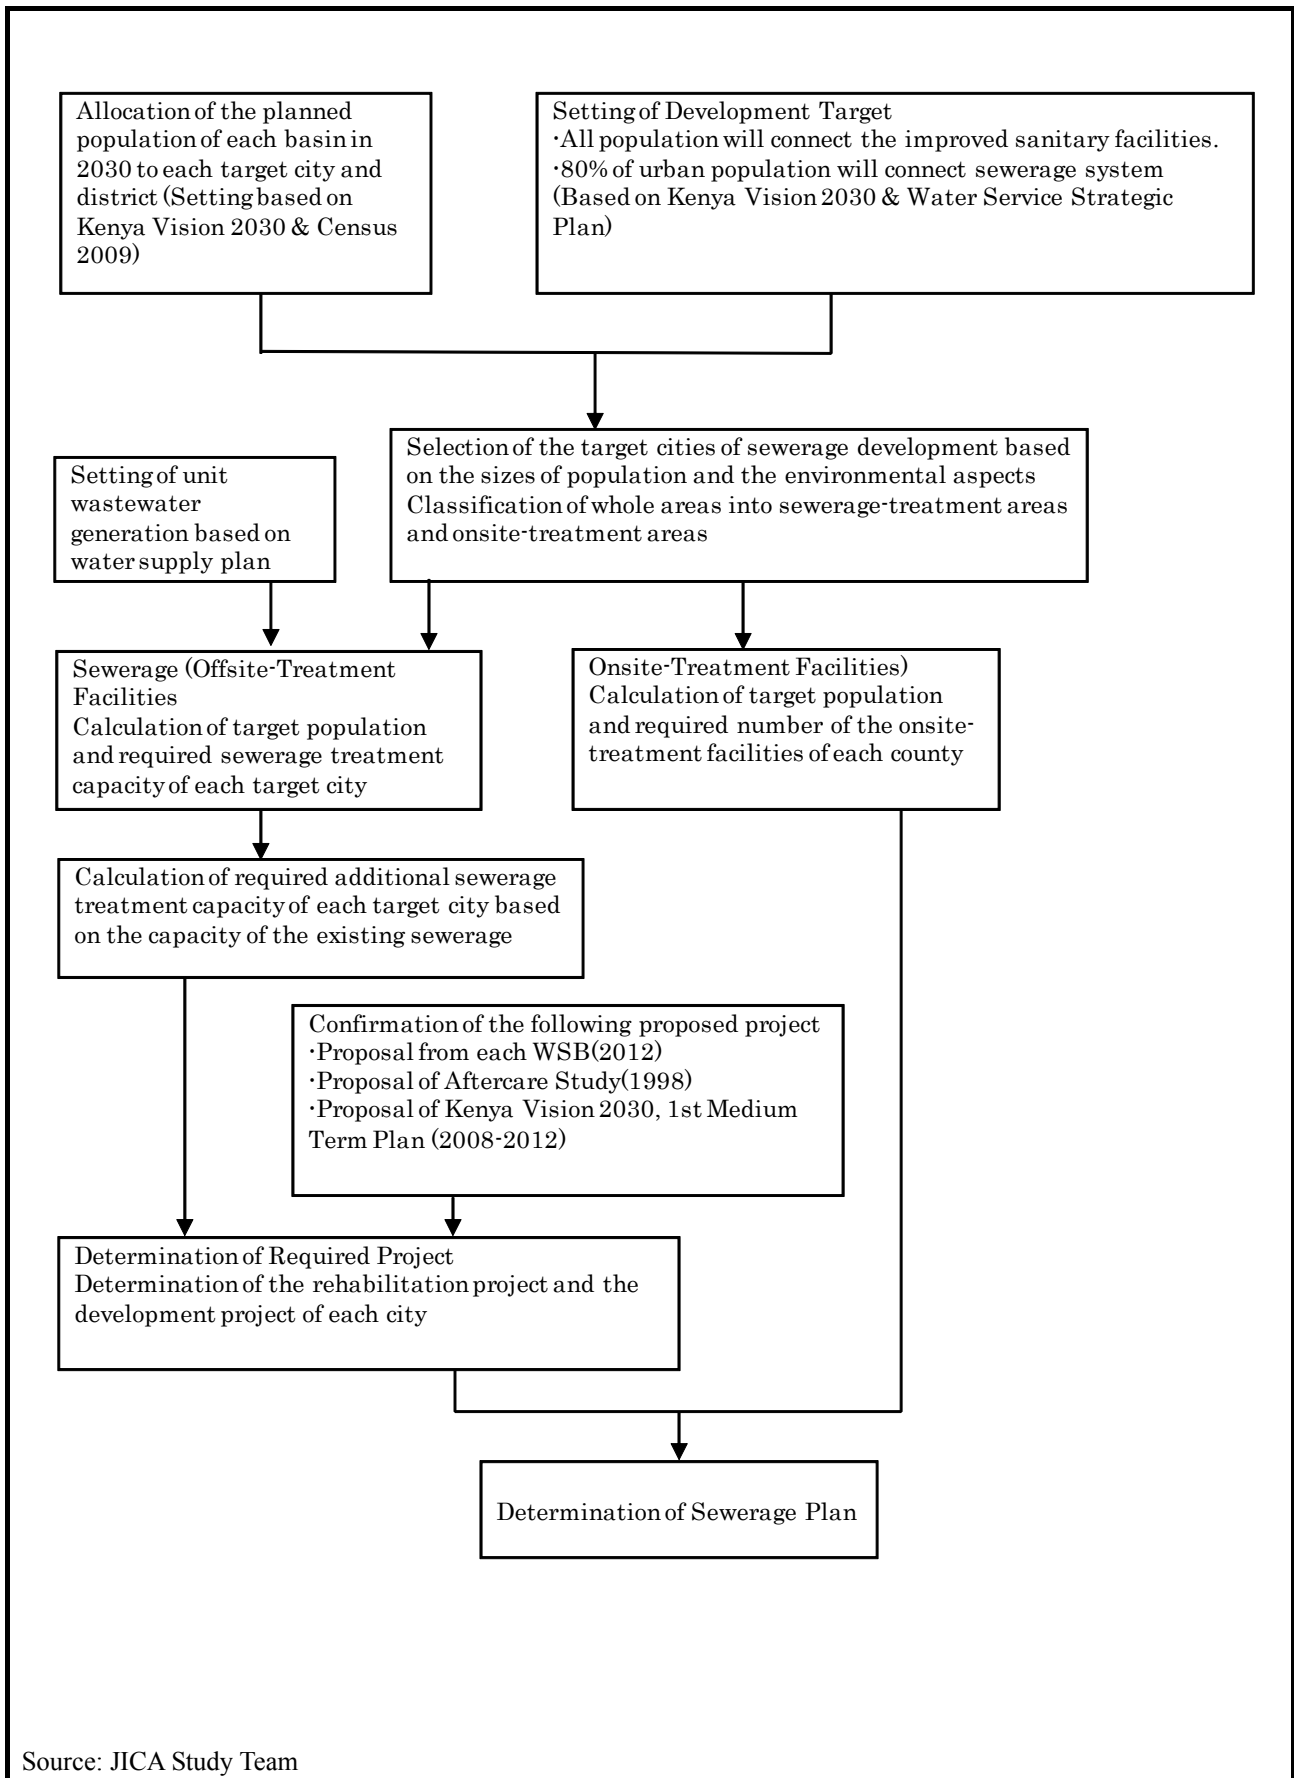 Allocation of the planned
population of each basin in
2030 to each target city and
district (Setting based on
Kenya Vision 2030 & Census
2009)
Setting of Development Target
·All population will connect the improved sanitary facilities.
·80% of urban population will connect sewerage system
(Based on Kenya Vision 2030 & Water Service Strategic
Plan)
Selection of the target cities of sewerage development based
on the sizes of population and the environmental aspects
Classification of whole areas into sewerage-treatment areas
and onsite-treatment areas
Setting of unit
wastewater
generation based on
water supply plan
Sewerage (Offsite-Treatment
Facilities
Calculation of target population
and required sewerage treatment
capacity of each target city
Onsite-Treatment Facilities)
Calculation of target population
and required number of the onsite-
treatment facilities of each county
Calculation of required additional sewerage
treatment capacity of each target city based
on the capacity of the existing sewerage
Confirmation of the following proposed project
·Proposal from each WSB(2012)
·Proposal of Aftercare Study(1998)
·Proposal of Kenya Vision 2030, 1st Medium
Term Plan (2008-2012)
Determination of Required Project
Determination of the rehabilitation project and the
development project of each city
Determination of Sewerage Plan
Source: JICA Study Team